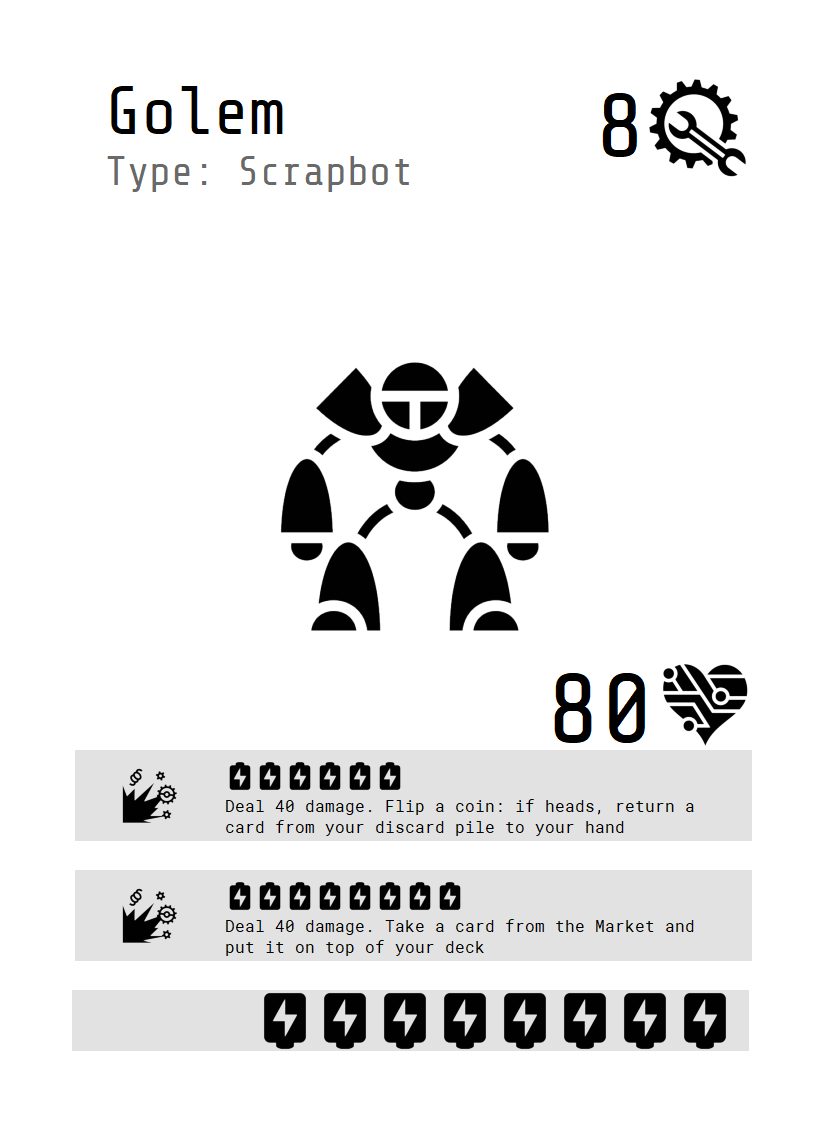 Golem
8
Type: Scrapbot
80
Deal 40 damage. Flip a coin: if heads, return a
card from your discard pile to your hand
Deal 40 damage. Take a card from the Market and
put it on top of your deck